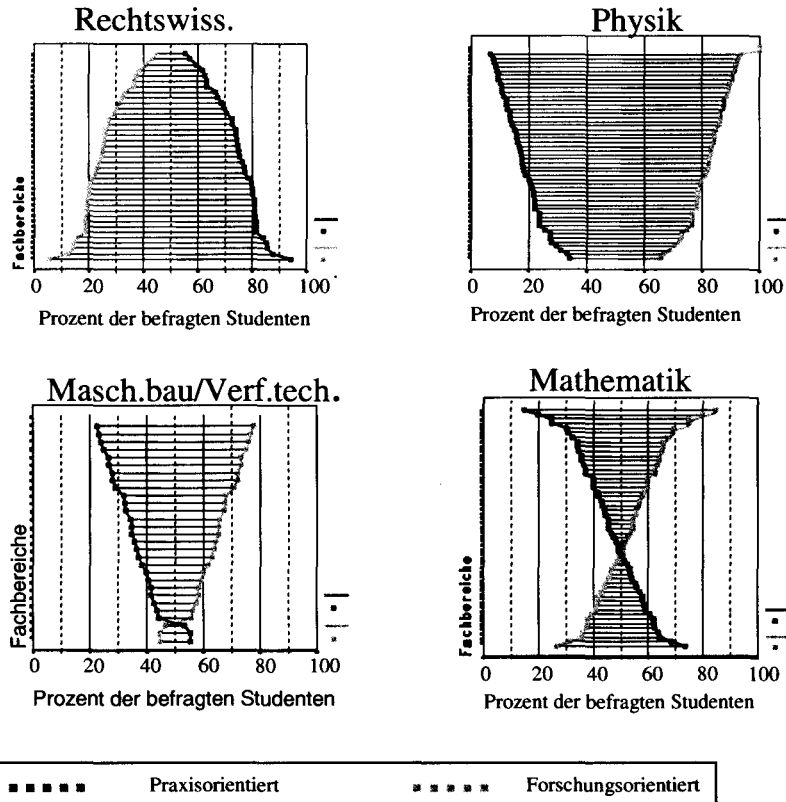 Rechtswiss.
Fachbereiche
0 20 40 60 80 100
Prozent der befragten Studenten
Physik
Fachbereiche
0 20 40 60 80 100
Prozent der befragten Studenten
Masch.bau/Verf.tech.
Fachbereiche
0 20 40 60 80 100
Prozent der befragten Studenten
Mathematik
Fachbereiche
0 20 40 60 80 100
Prozent der befragten Studenten
Praxisorientiert Forschungsorientiert